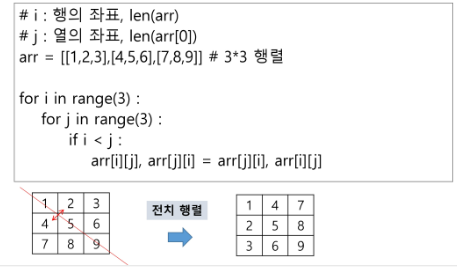 # i : 행의 좌표, len(arr)
# j : 열의 좌표, len(arr[0])
arr = [[1,2,3],[4,5,6],[7,8,9]] # 3*3 행렬
for i in range(3) :
for j in range(3) :
if i < j :
arr[i][j], arr[j][i] = arr[j][i], arr[i][j]
1 2 3
4 5 6
7 8 9
전치 행렬
1 4 7
2 5 8
3 6 9